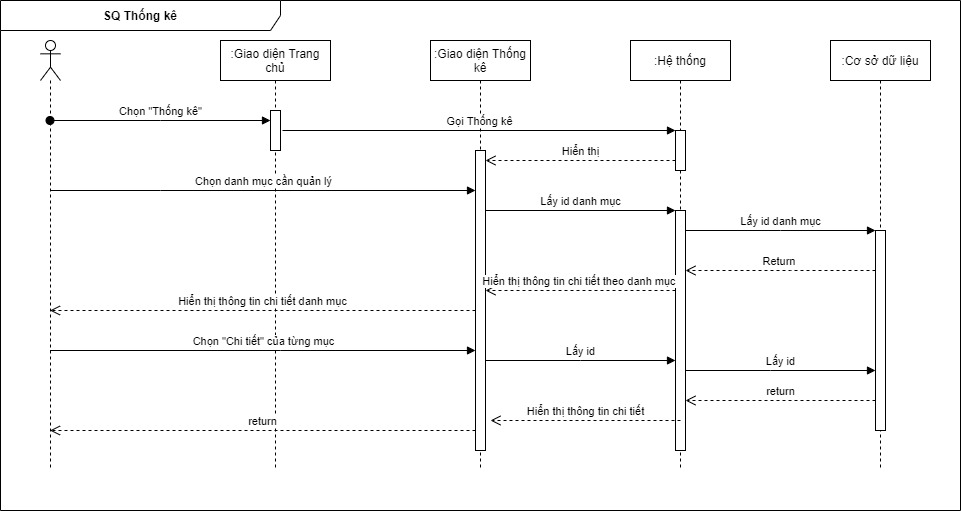 SQ Thống kê
:Giao diện Trang
chủ
:Giao diện Thống
kê
:Hệ thống
:Cơ sở dữ liệu
Chọn "Thống kê"
Gọi Thống kê
Hiển thị
Chọn danh mục cần quản lý
Lấy id danh mục
Lấy id danh mục
Return
Hiển thị thông tin chi tiết theo danh mục
Hiển thị thông tin chi tiết danh mục
Chọn "Chi tiết" của từng mục
Lấy id
Lấy id
return
Hiển thị thông tin chi tiết
return